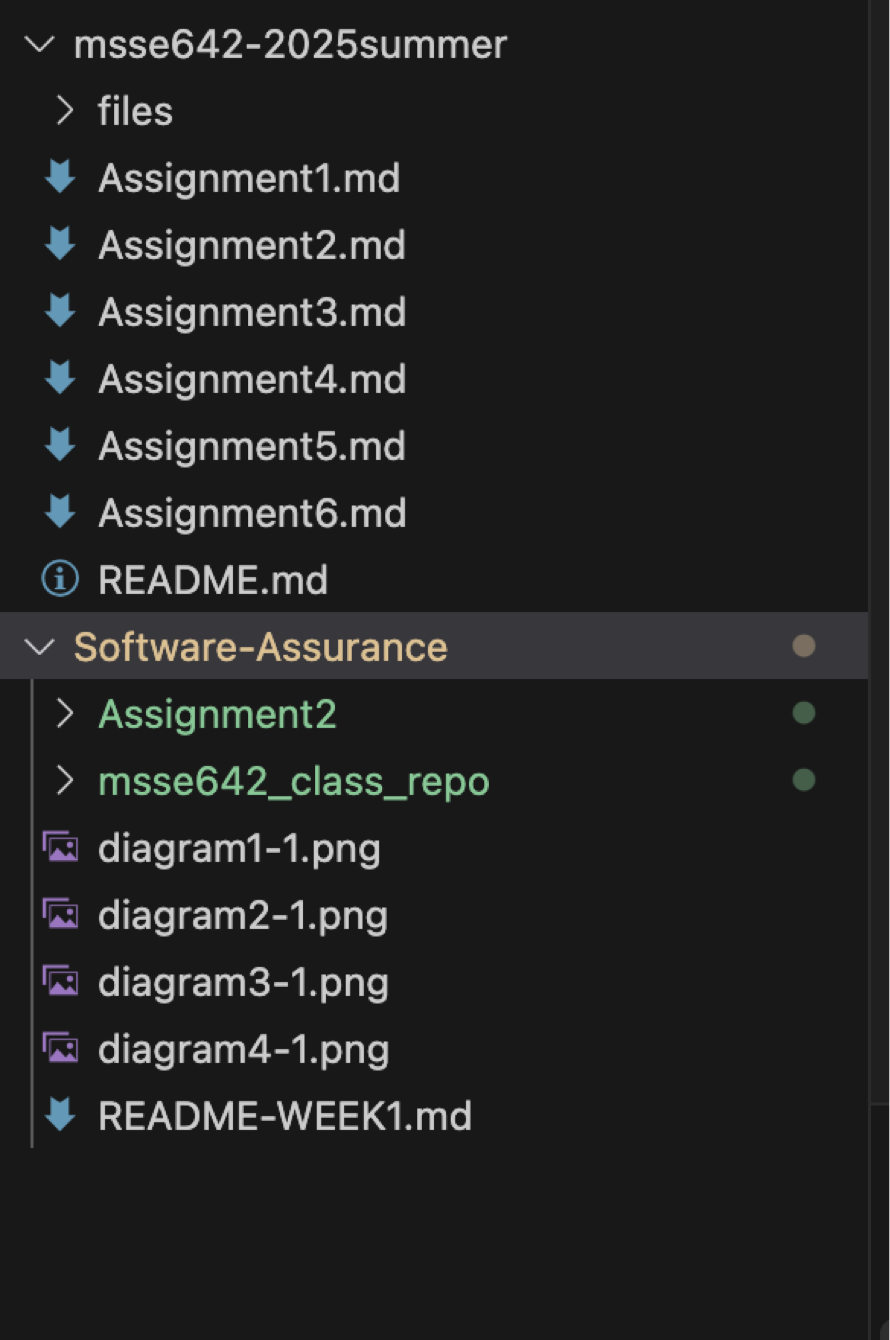 msse642-2025summer
files
Assignment1.md
Assignment2.md
Assignment3.md
Assignment4.md
Assignment5.md
Assignment6.md
README.md
Software-Assurance
Assignment2
msse642_class_repo
diagram1-1.png
diagram2-1.png
diagram3-1.png
diagram4-1.png
README-WEEK1.md